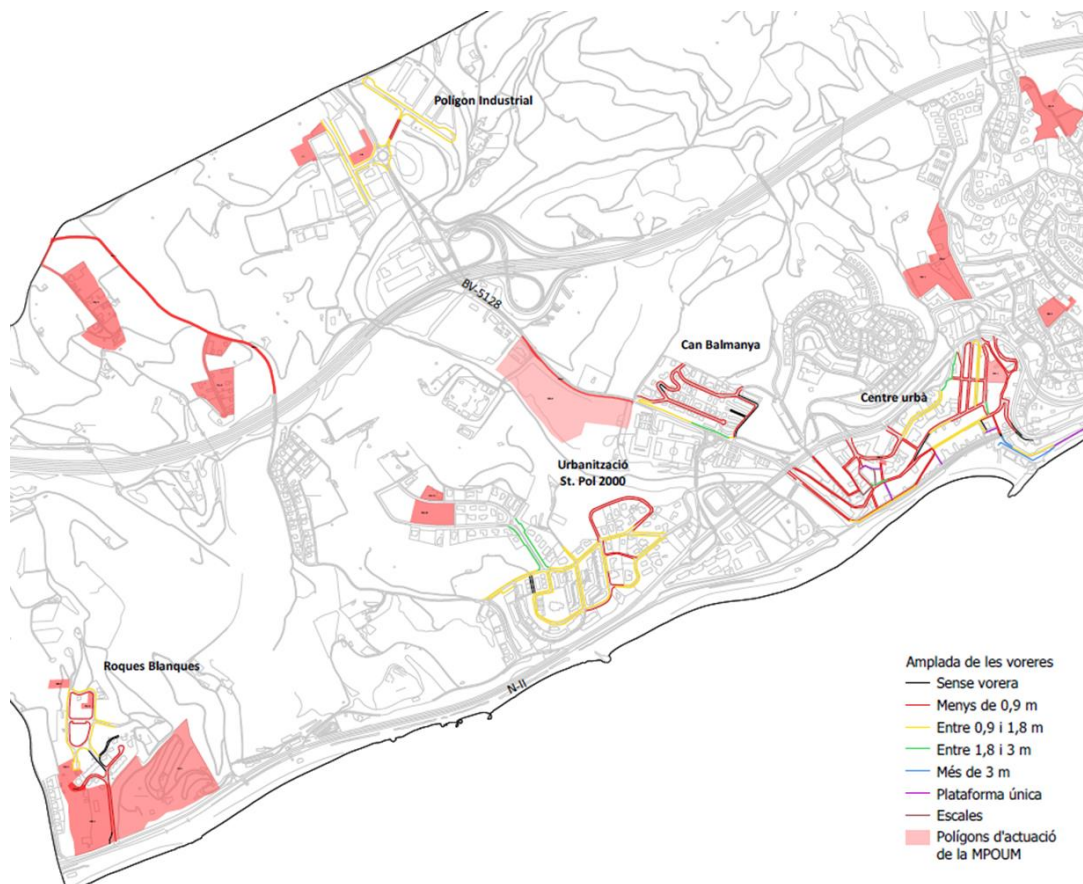 Polígon Industrial
BV-5128
Can Balmanya
Centre urbà
Urbanització
St. Pol 2000
Roques Blanques
N-II
Amplada de les voreres
Sense vorera
Menys de 0,9 m
Entre 0,9 i 1,8 m
Entre 1,8 i 3 m
Més de 3 m
Plataforma única
Escales
Polígons d'actuació
de la MPOUM